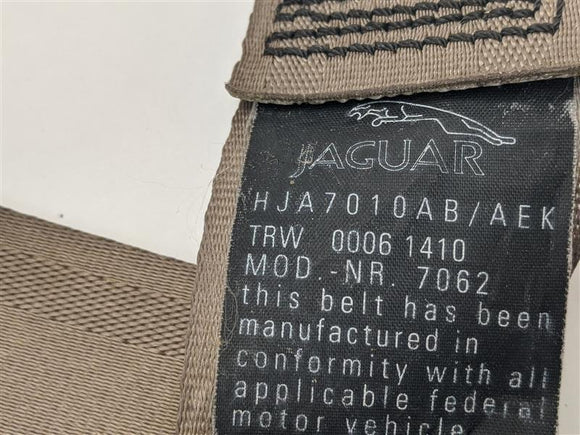 JAGUAR
HJA7010AB/AEK
TRW 0006 1410
MOD.-NR. 7062
this belt has been
manufactured in
conformity with all
applicable federal
motor vehicle